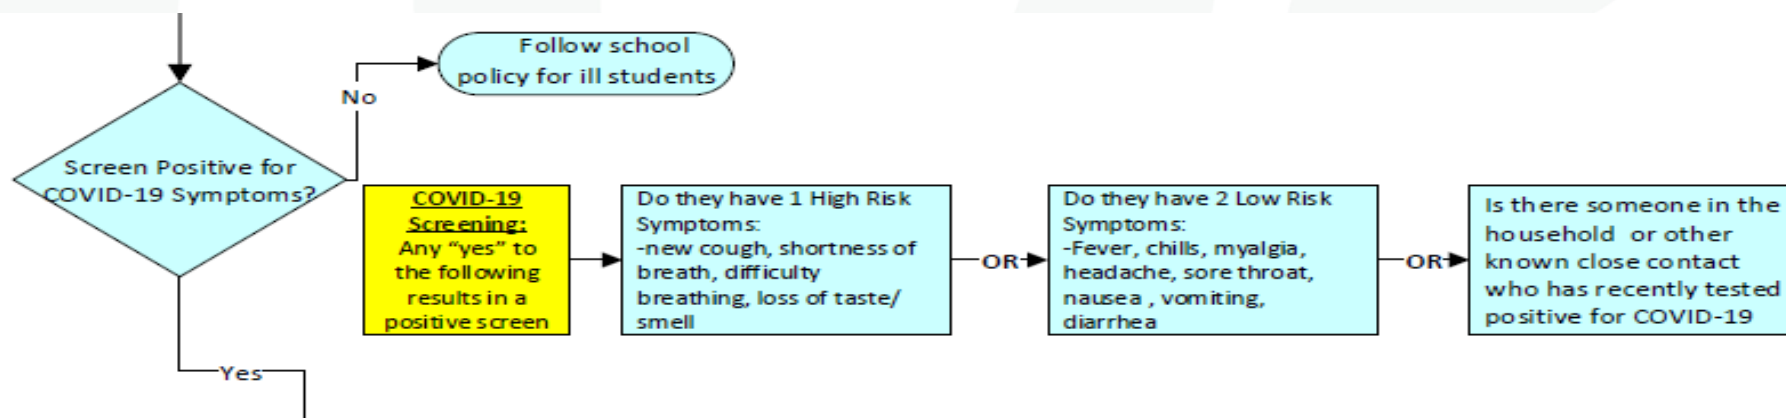 Follow school
policy for ill students
No
Screen Positive for
COVID-19 Symptoms?
COVID-19
Screening:
Any “yes” to
the following
results in a
positive screen
Do they have 1 High Risk
Symptoms:
-new cough, shortness of
breath, difficulty
breathing, loss of taste/
smell
OR
Do they have 2 Low Risk
Symptoms:
-Fever, chills, myalgia,
headache, sore throat,
nausea , vomiting,
diarrhea
OR
Is there someone in the
household or other
known close contact
who has recently tested
positive for COVID-19
Yes